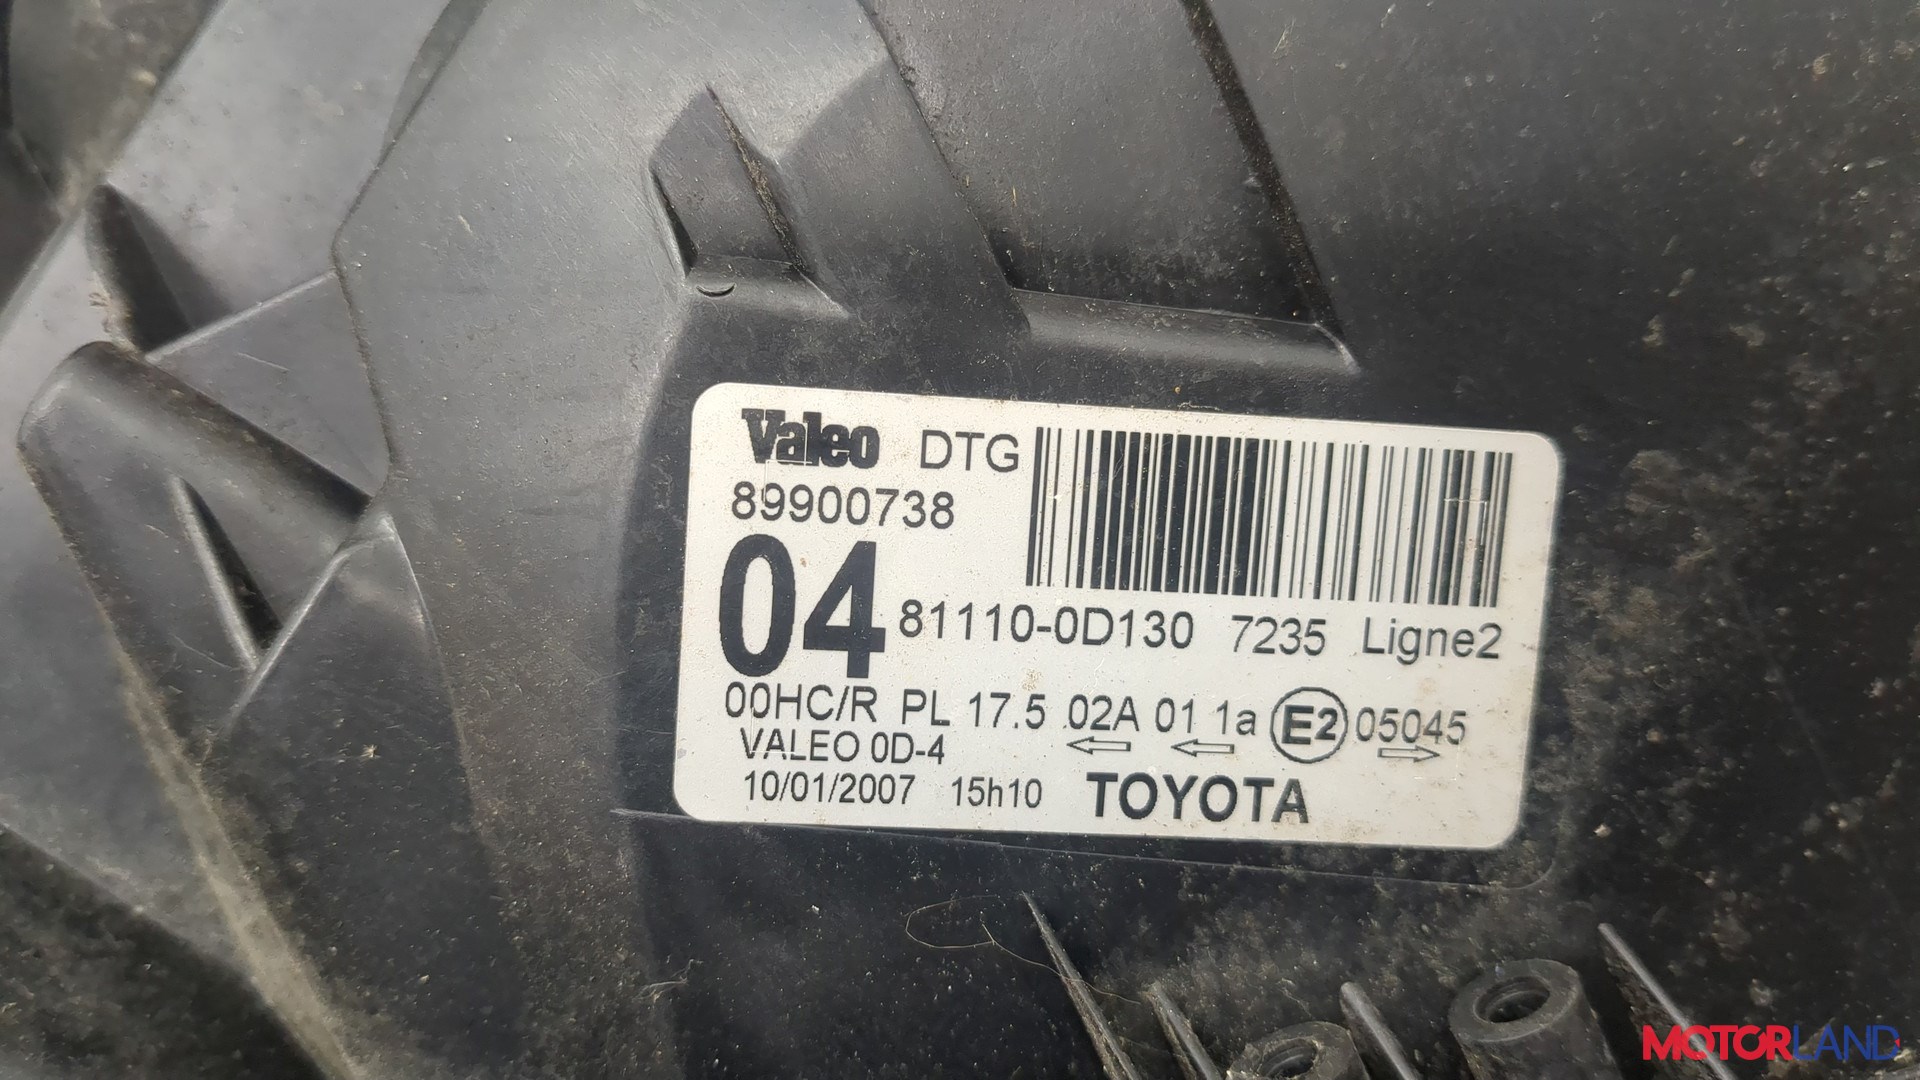 Valeo DTG
89900738
04 81110-0D130 7235 Ligne2
00HC/R PL 17.5 02A 01 1a E2 05045
VALEO 0D-4
10/01/2007 15h10 TOYOTA
MOTORLAND